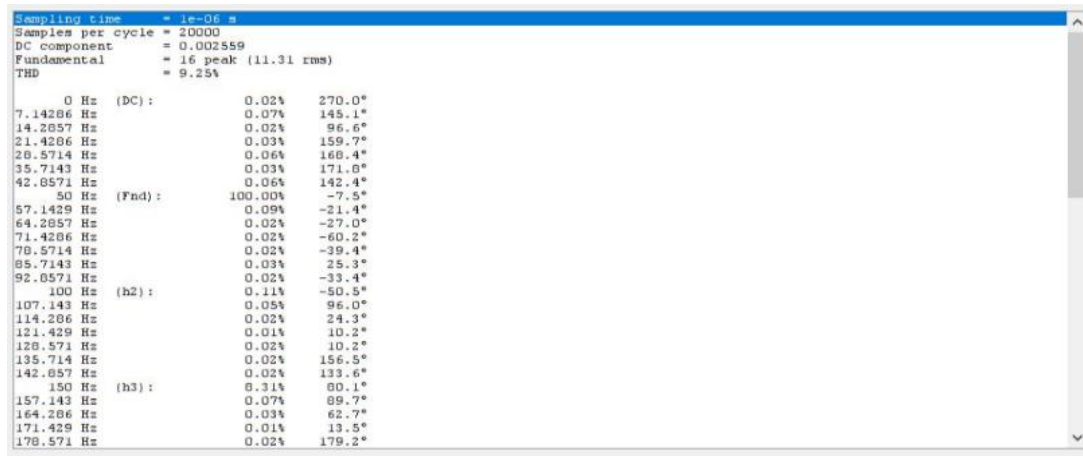 Sampling time = 1e-06 s
Samples per cycle = 20000
DC component = 0.002559
Fundamental = 16 peak (11.31 rms)
THD = 9.25%
0 Hz (DC): 0.02% 270.0°
7.14286 Hz 0.07% 145.1°
14.2857 Hz 0.02% 96.6°
21.4286 Hz 0.03% 159.7°
28.5714 Hz 0.06% 168.4°
35.7143 Hz 0.03% 171.8°
42.8571 Hz 0.06% 142.4°
50 Hz (Fnd): 100.00% -7.5°
57.1429 Hz 0.09% -21.4°
64.2857 Hz 0.02% -27.0°
71.4286 Hz 0.02% -60.2°
78.5714 Hz 0.02% -39.4°
85.7143 Hz 0.03% 25.3°
92.8571 Hz 0.02% -33.4°
100 Hz (h2): 0.11% -50.5°
107.143 Hz 0.05% 96.0°
114.286 Hz 0.02% 24.3°
121.429 Hz 0.01% 10.2°
128.571 Hz 0.02% 10.2°
135.714 Hz 0.02% 156.5°
142.857 Hz 0.02% 133.6°
150 Hz (h3): 8.31% 80.1°
157.143 Hz 0.07% 89.7°
164.286 Hz 0.03% 62.7°
171.429 Hz 0.01% 13.5°
178.571 Hz 0.02% 179.2°